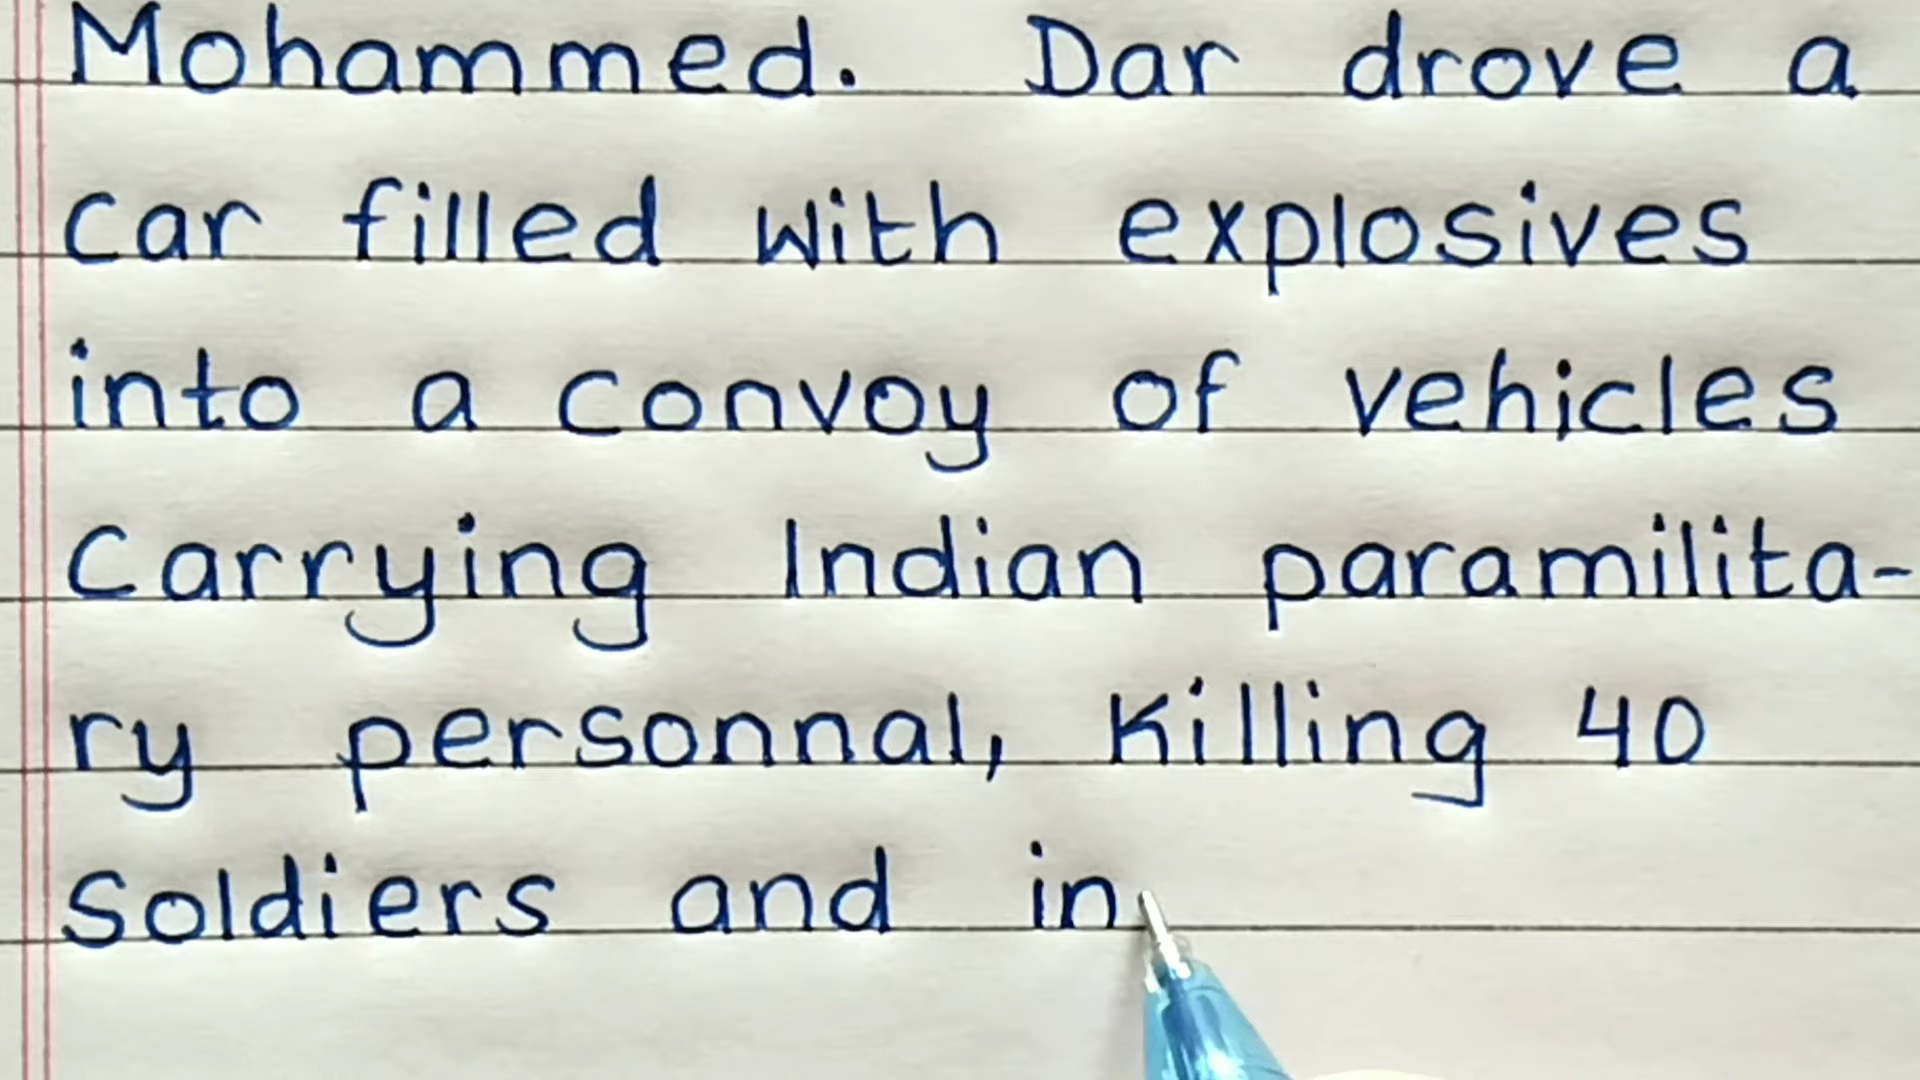 Mohammed. Dar drove a
car filled with explosives
into a convoy of vehicles
Carrying Indian paramilita-
ry personnal, Killing 40
Soldiers and in